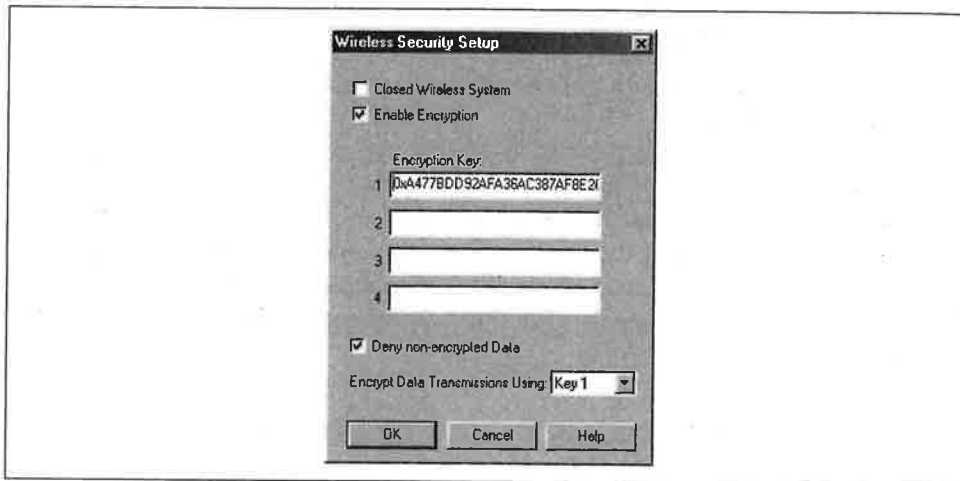 Wireless Security Setup
Closed Wireless System
Enable Encryption
Encryption Key:
1 0xA477BDD92AFA36AC387AF8E2
2
3
4
Deny non-encrypted Data
Encrypt Data Transmissions Using: Key 1
OK Cancel Help